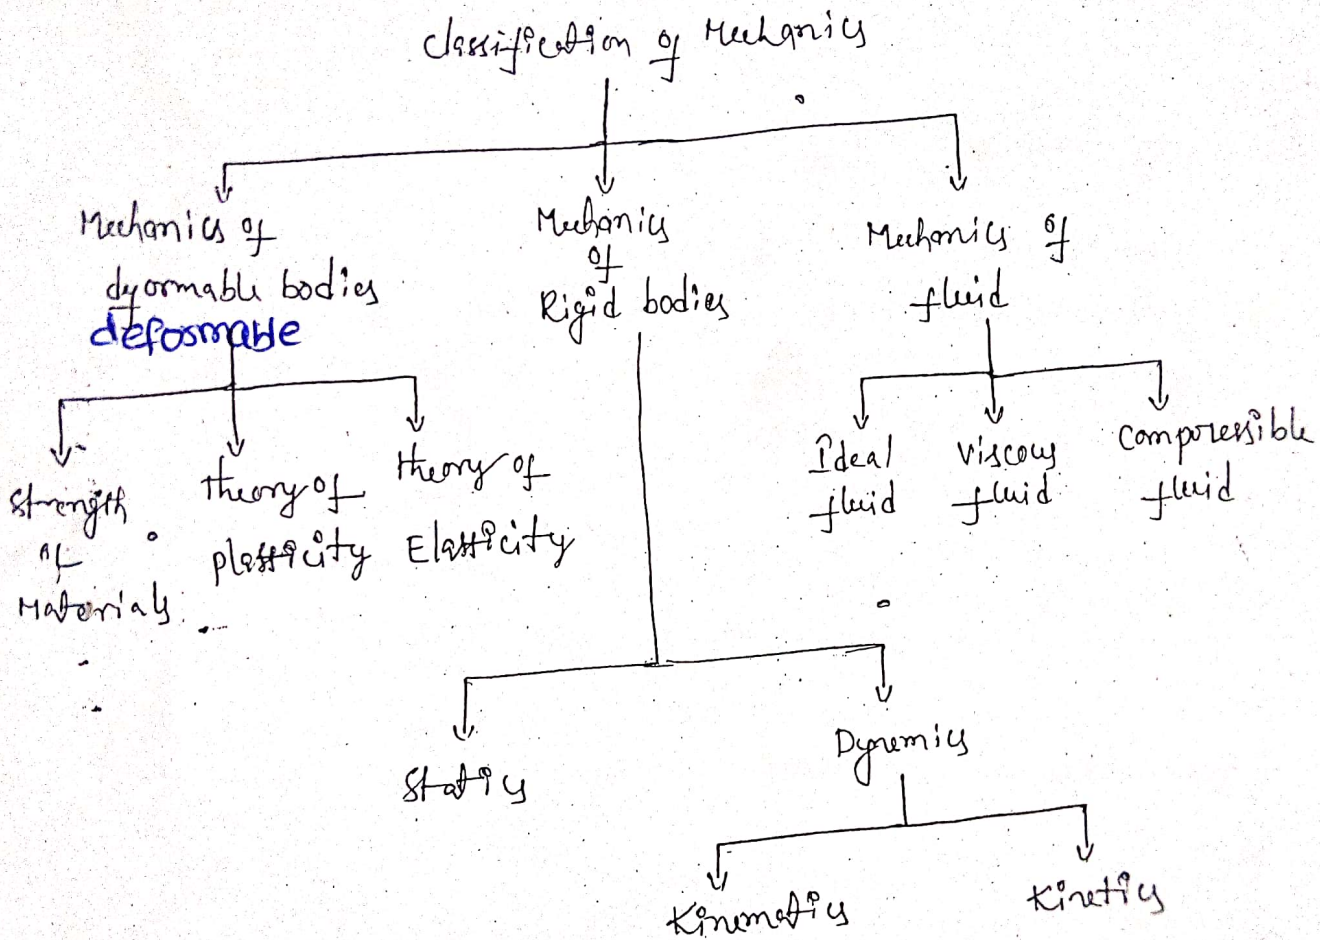 Classification of Mechanics
Mechanics of
deformable bodies
deformable
Mechanics
of
Rigid bodies
Mechanics of
fluid
Strength
of
Materials
theory of
plasticity
theory of
Elasticity
Ideal
fluid
viscous
fluid
compressible
fluid
Statics
Dynamics
Kinematics
Kinetics